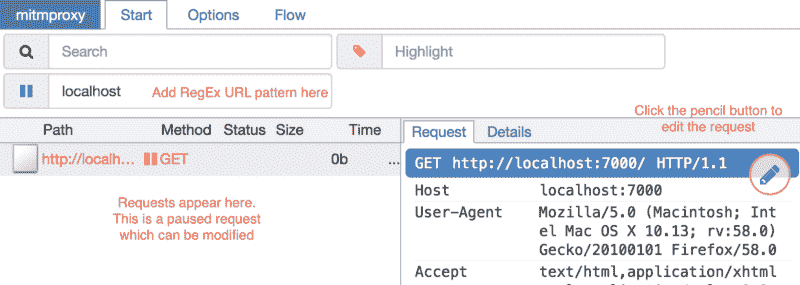 mitmproxy Start Options Flow
Search Highlight
localhost Add RegEx URL pattern here
Click the pencil button to
edit the request
Path Method Status Size Time
http://localh... GET 0b ...
Requests appear here.
This is a paused request
which can be modified
Request Details
GET http://localhost:7000/ HTTP/1.1
Host localhost:7000
User-Agent Mozilla/5.0 (Macintosh; Int
el Mac OS X 10.13; rv:58.0)
Gecko/20100101 Firefox/58.0
Accept text/html,application/xhtml